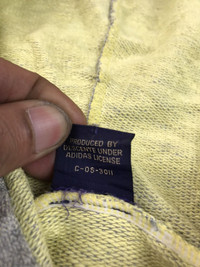 PRODUCED BY
DESCENTE UNDER
ADIDAS LICENSE
C-05-3011